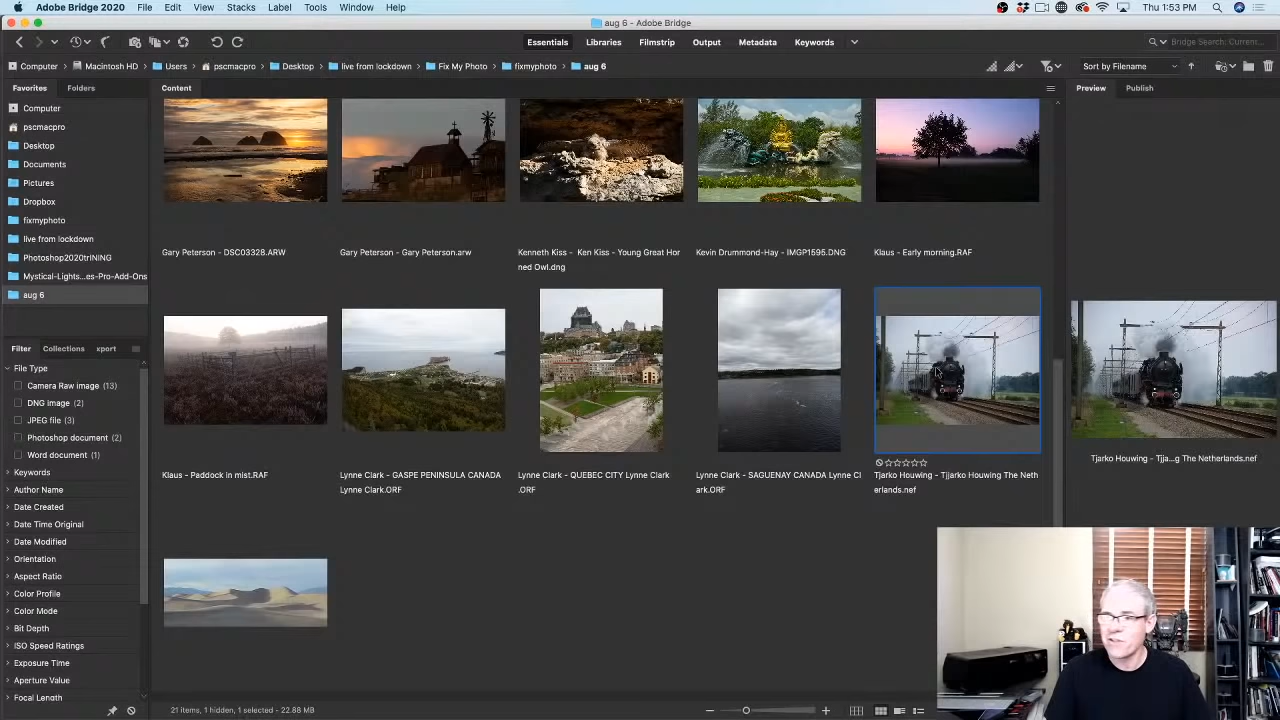 Adobe Bridge 2020 File Edit View Stacks Label Tools Window Help Thu 1:53 PM
aug 6 - Adobe Bridge
Essentials Libraries Filmstrip Output Metadata Keywords Bridge Search: Current...
Computer Macintosh HD Users pscmacpro Desktop live from lockdown Fix My Photo fixmyphoto aug 6 Sort by Filename
Favorites Folders
Content
Preview Publish
Computer
pscmacpro
Desktop
Documents
Pictures
Dropbox
fixmyphoto
live from lockdown
Photoshop2020trINING
Mystical-Lights...es-Pro-Add-Ons
aug 6
Filter Collections xport
File Type
Camera Raw image (13)
DNG image (2)
JPEG file (3)
Photoshop document (2)
Word document (1)
Keywords
Author Name
Date Created
Date Time Original
Date Modified
Orientation
Aspect Ratio
Color Profile
Color Mode
Bit Depth
ISO Speed Ratings
Exposure Time
Aperture Value
Focal Length
Gary Peterson - DSC03328.ARW
Gary Peterson - Gary Peterson.arw
Kenneth Kiss - Ken Kiss - Young Great Hor
ned Owl.dng
Kevin Drummond-Hay - IMGP1595.DNG
Klaus - Early morning.RAF
Klaus - Paddock in mist.RAF
Lynne Clark - GASPE PENINSULA CANADA
Lynne Clark.ORF
Lynne Clark - QUEBEC CITY Lynne Clark
.ORF
Lynne Clark - SAGUENAY CANADA Lynne Cl
ark.ORF
Tjarko Houwing - Tjjarko Houwing The Neth
erlands.nef
Tjarko Houwing - Tjja...g The Netherlands.nef
21 items, 1 hidden, 1 selected - 22.88 MB